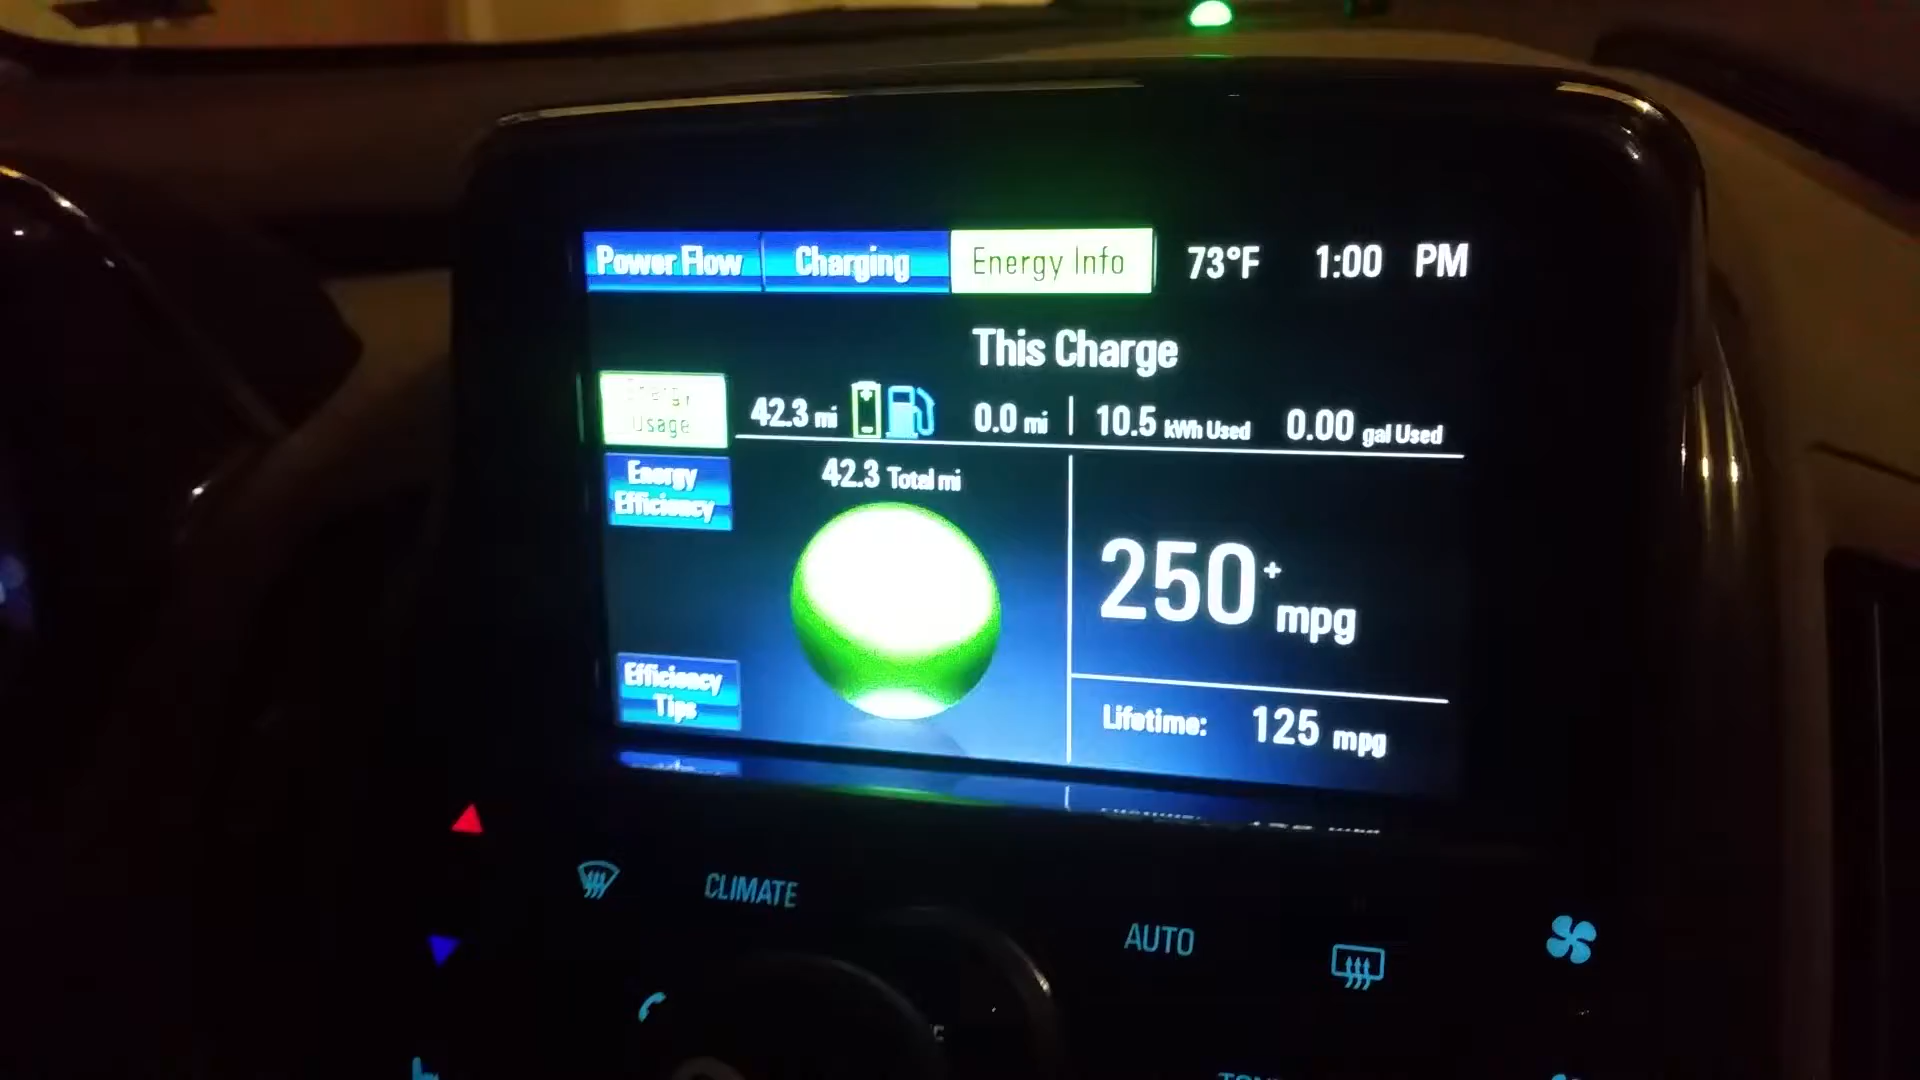 Power Flow Charging Energy Info 73°F 1:00 PM
This Charge
Energy
Usage
42.3 mi 0.0 mi 10.5 kWh Used 0.00 gal Used
Energy
Efficiency
42.3 Total mi
250+ mpg
Efficiency
Tips
Lifetime: 125 mpg
CLIMATE
AUTO